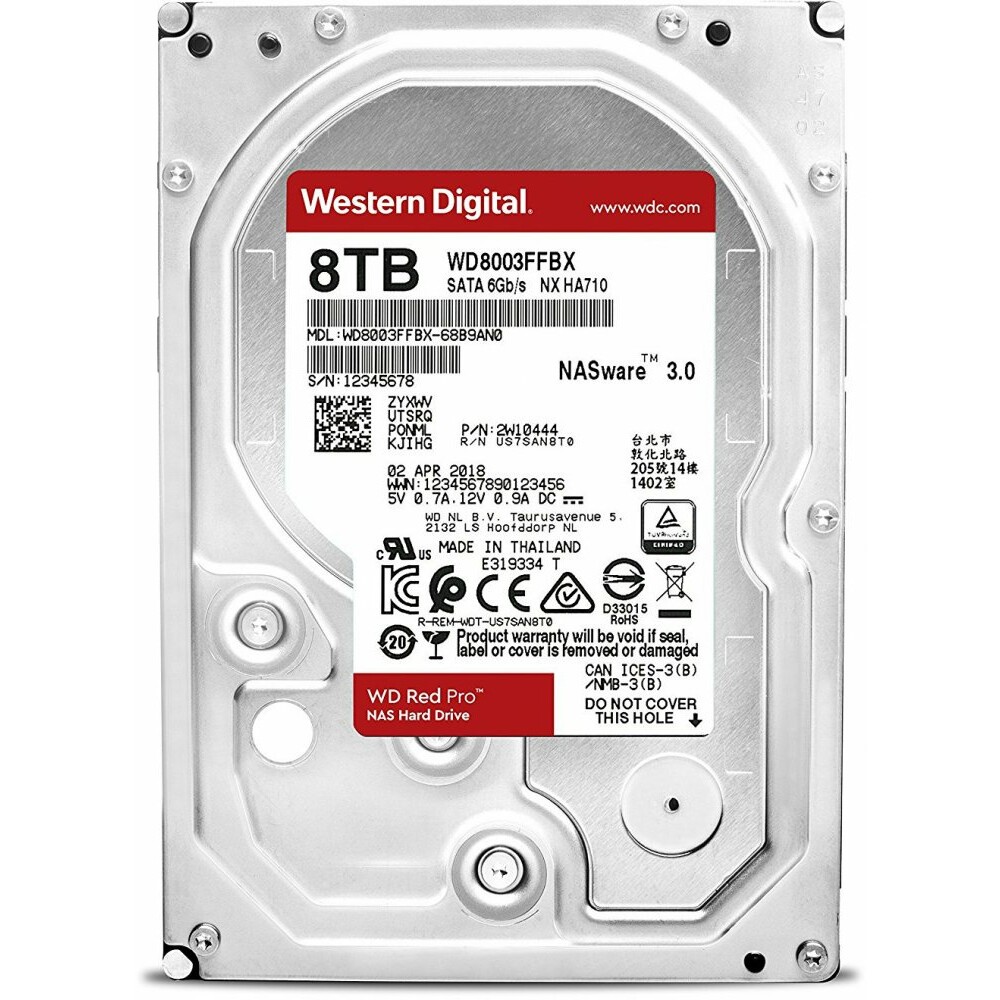 A5
47
02
Western Digital.
www.wdc.com
8TB
WD8003FFBX
SATA 6Gb/s NX HA710
MDL:WD8003FFBX-68B9AN0
S/N:12345678
NASware™ 3.0
ZYXWV
UTSRQ
PONML
KJIHG
P/N:2W10444
R/N US7SAN8T0
台北市
敦化北路
205號14樓
1402室
02 APR 2018
WWN:1234567890123456
5V 0.7A.12V 0.9A DC
WD NL B.V. Taurusavenue 5.
2132 LS Hoofddorp NL
c RU us
MADE IN THAILAND
E319334 T
CE
D33015
RoHS
R-REM-WDT-US7SAN8T0
20
Product warranty will be void if seal,
label or cover is removed or damaged
CAN ICES-3(B)
/NMB-3(B)
WD Red Pro™
NAS Hard Drive
DO NOT COVER
THIS HOLE